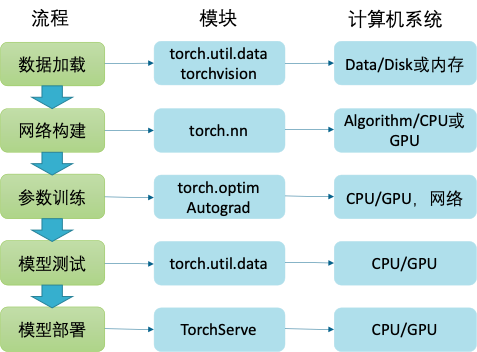 流程 模块 计算机系统
数据加载
torch.util.data
torchvision
Data/Disk或内存
网络构建
torch.nn
Algorithm/CPU或
GPU
参数训练
torch.optim
Autograd
CPU/GPU，网络
模型测试
torch.util.data
CPU/GPU
模型部署
TorchServe
CPU/GPU